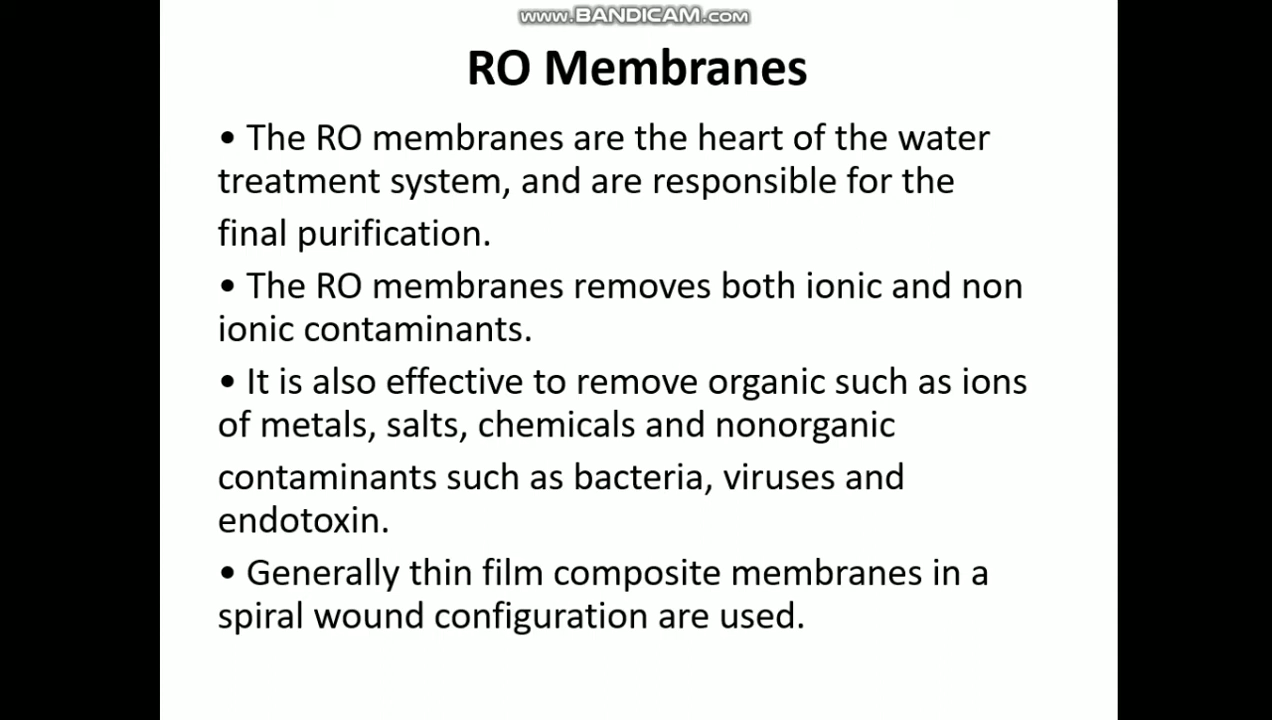 www.BANDICAM.com
RO Membranes
• The RO membranes are the heart of the water
treatment system, and are responsible for the
final purification.
• The RO membranes removes both ionic and non
ionic contaminants.
• It is also effective to remove organic such as ions
of metals, salts, chemicals and nonorganic
contaminants such as bacteria, viruses and
endotoxin.
• Generally thin film composite membranes in a
spiral wound configuration are used.